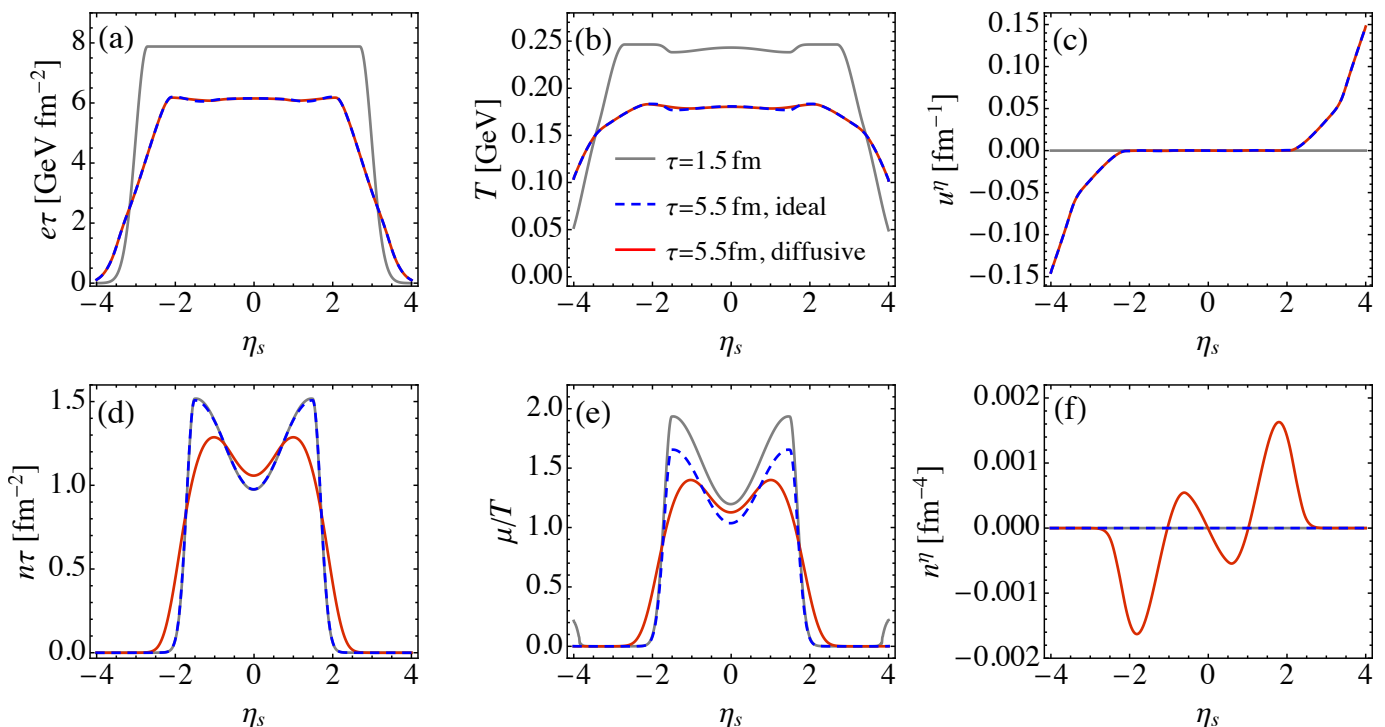 (a)
eτ [GeV fm⁻²]
8
6
4
2
0
−4 −2 0 2 4
ηₛ
(b)
T [GeV]
0.25
0.20
0.15
0.10
0.05
0.00
τ=1.5 fm
τ=5.5 fm, ideal
τ=5.5fm, diffusive
−4 −2 0 2 4
ηₛ
(c)
u^η [fm⁻¹]
0.15
0.10
0.05
0.00
−0.05
−0.10
−0.15
−4 −2 0 2 4
ηₛ
(d)
nτ [fm⁻²]
1.5
1.0
0.5
0.0
−4 −2 0 2 4
ηₛ
(e)
μ/T
2.0
1.5
1.0
0.5
0.0
−4 −2 0 2 4
ηₛ
(f)
n^η [fm⁻⁴]
0.002
0.001
0.000
−0.001
−0.002
−4 −2 0 2 4
ηₛ